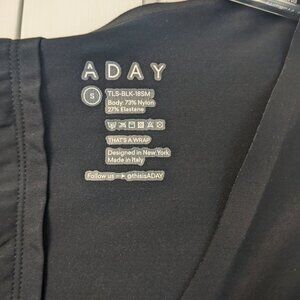 ADAY
S
TLS-BLK-18SM
Body: 73% Nylon
27% Elastane
THAT'S A WRAP
Designed in New York
Made in Italy
Follow us @thisisADAY